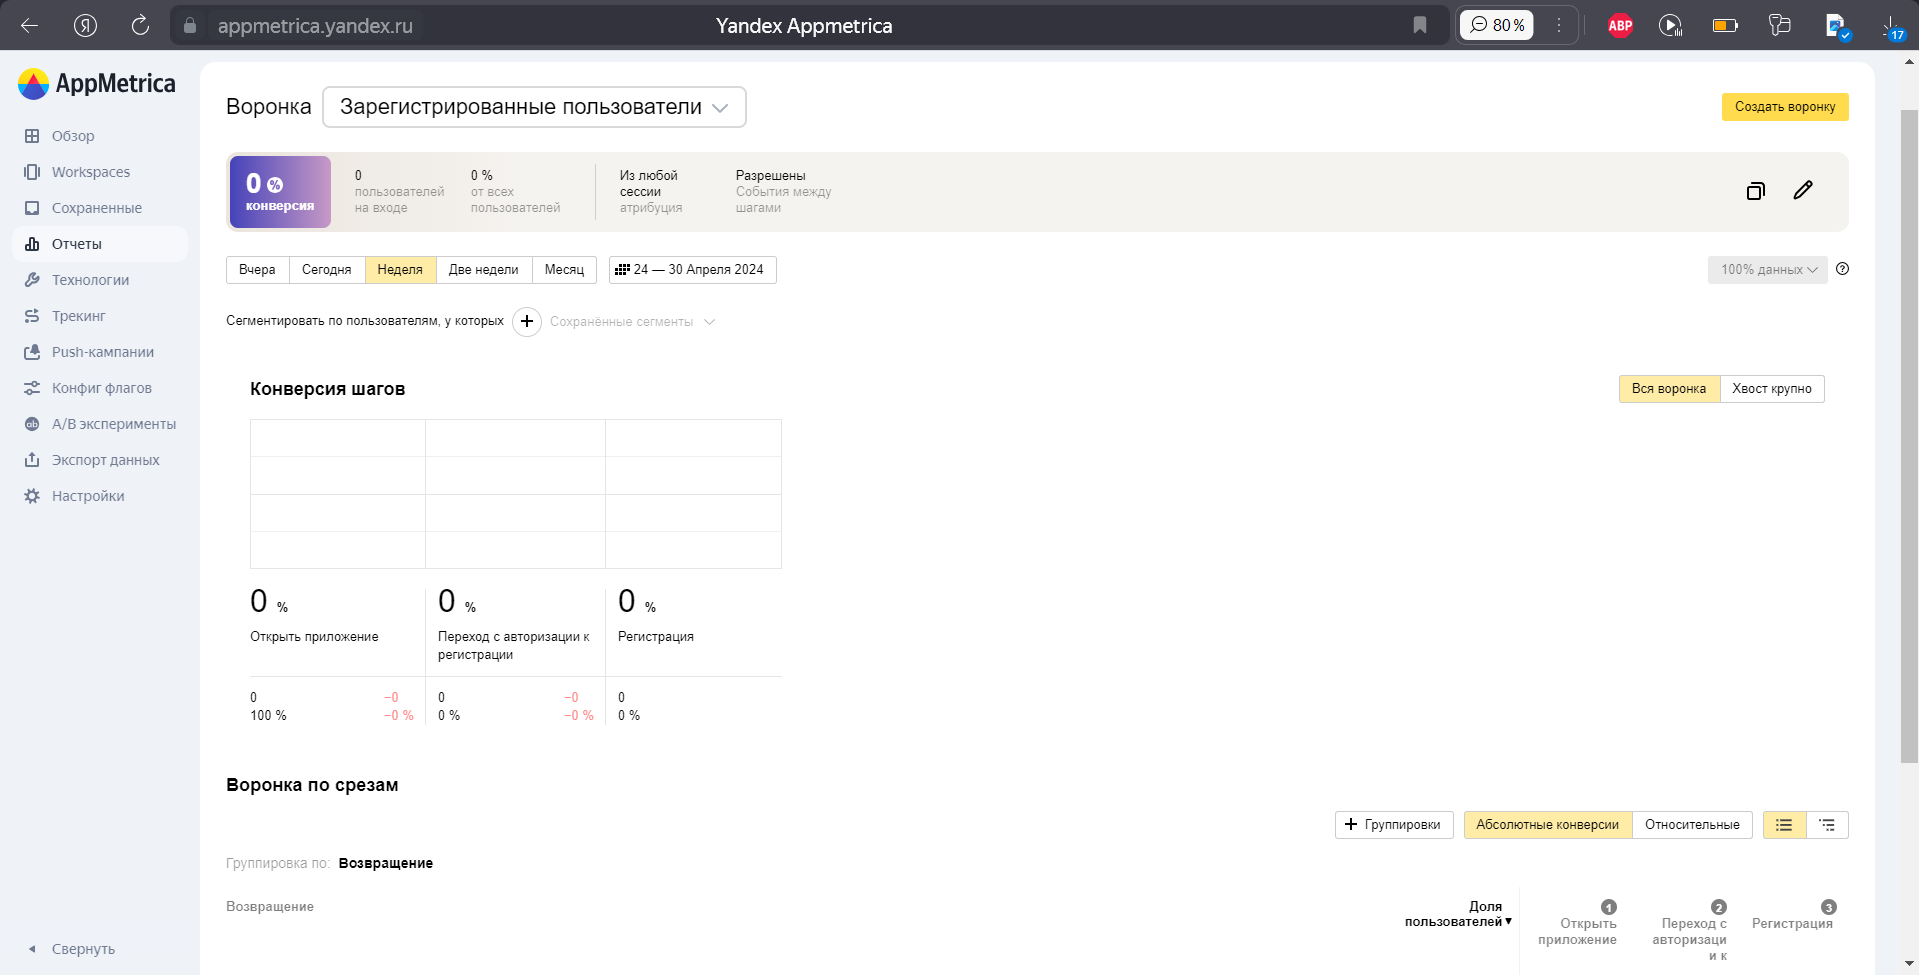 appmetrica.yandex.ru
Yandex Appmetrica
80 %
ABP
17
AppMetrica
Обзор
Workspaces
Сохраненные
Отчеты
Технологии
Трекинг
Push-кампании
Конфиг флагов
A/B эксперименты
Экспорт данных
Настройки
Свернуть
Воронка
Зарегистрированные пользователи
Создать воронку
0 %
конверсия
0
пользователей
на входе
0 %
от всех
пользователей
Из любой
сессии
атрибуция
Разрешены
События между
шагами
Вчера
Сегодня
Неделя
Две недели
Месяц
24 — 30 Апреля 2024
100% данных
?
Сегментировать по пользователям, у которых
+
Сохранённые сегменты
Конверсия шагов
Вся воронка
Хвост крупно
0 %
Открыть приложение
0 −0
100 % −0 %
0 %
Переход с авторизации к
регистрации
0 −0
0 % −0 %
0 %
Регистрация
0
0 %
Воронка по срезам
+ Группировки
Абсолютные конверсии
Относительные
Группировка по: Возвращение
Возвращение
Доля
пользователей ▼
1
Открыть
приложение
2
Переход с
авторизаци
и к
3
Регистрация